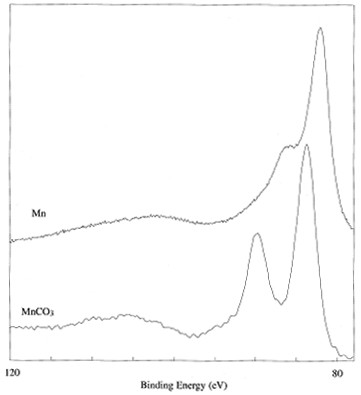 Mn
MnCO3
120 80
Binding Energy (eV)